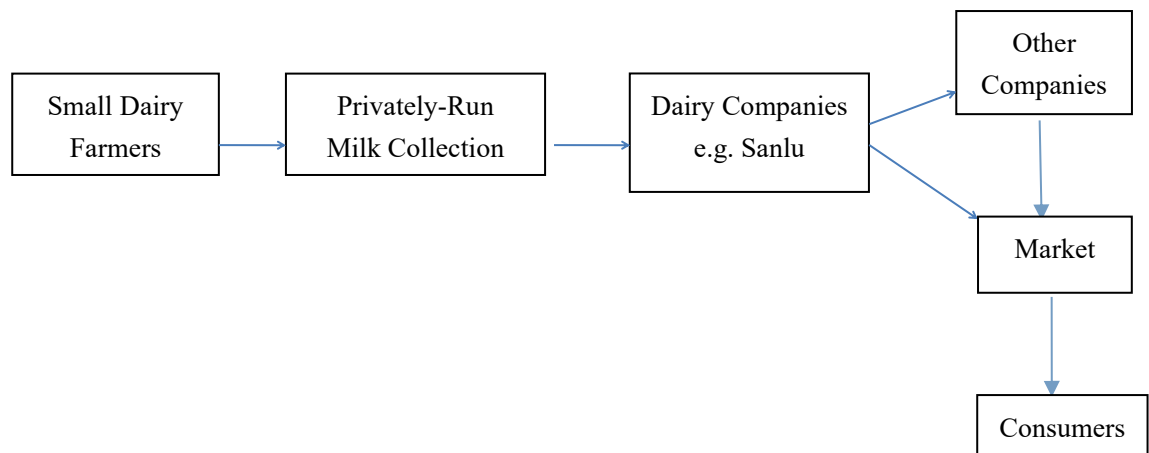 Small Dairy
Farmers
Privately-Run
Milk Collection
Dairy Companies
e.g. Sanlu
Other
Companies
Market
Consumers